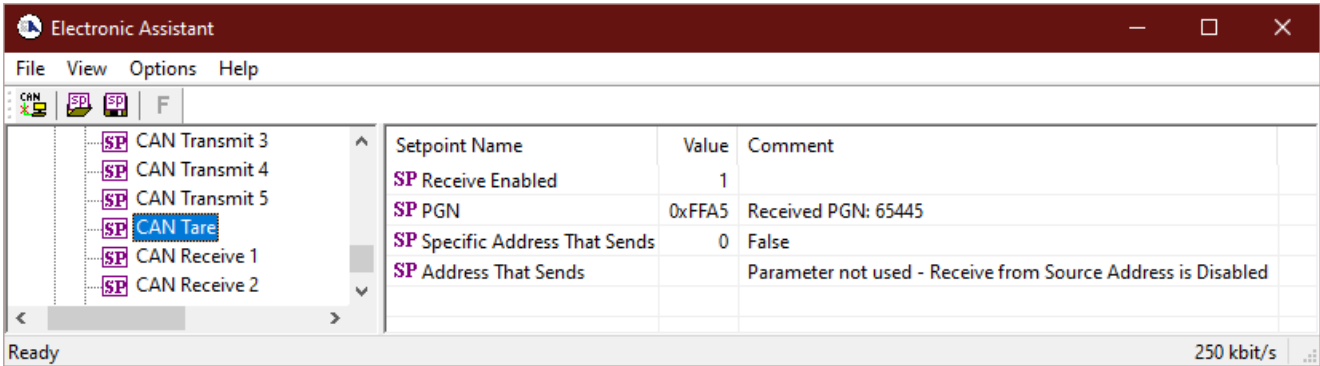 Electronic Assistant
File View Options Help
CAN SP SP F
SP CAN Transmit 3
SP CAN Transmit 4
SP CAN Transmit 5
SP CAN Tare
SP CAN Receive 1
SP CAN Receive 2
Setpoint Name Value Comment
SP Receive Enabled 1
SP PGN 0xFFA5 Received PGN: 65445
SP Specific Address That Sends 0 False
SP Address That Sends Parameter not used - Receive from Source Address is Disabled
Ready 250 kbit/s